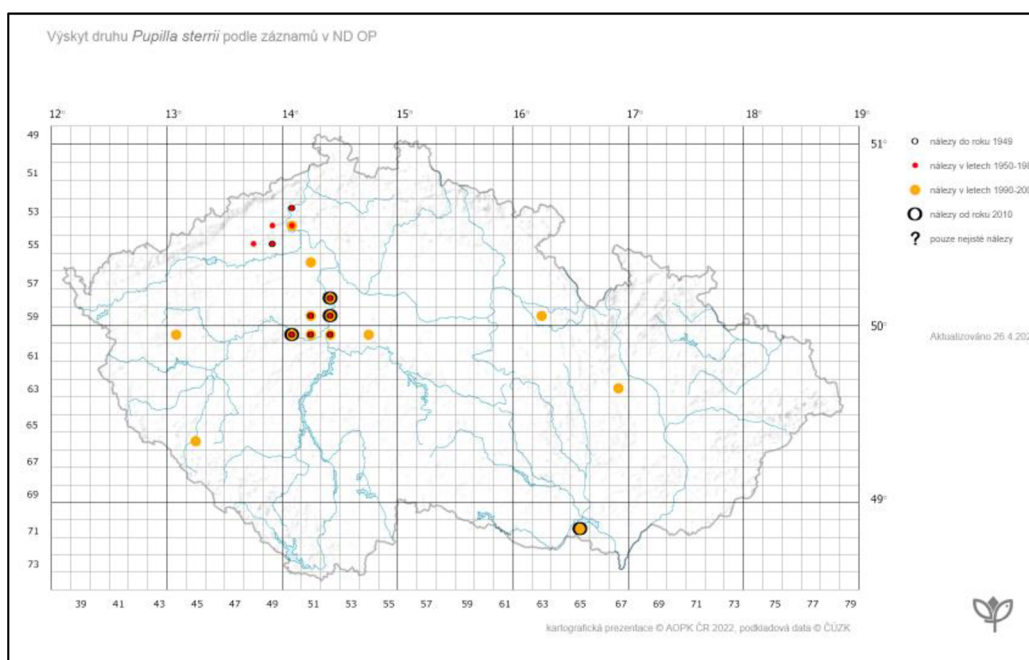 Výskyt druhu Pupilla sterrii podle záznamů v ND OP
12° 13° 14° 15° 16° 17° 18° 19°
49 51°
51
53
55
57
59 50°
61
63
65
67
69 49°
71
73
39 41 43 45 47 49 51 53 55 57 59 61 63 65 67 69 71 73 75 77 79
o nálezy do roku 1949
nálezy v letech 1950-198
nálezy v letech 1990-200
O nálezy od roku 2010
? pouze nejisté nálezy
Aktualizováno 26.4.202
kartografická prezentace © AOPK ČR 2022, podkladová data © ČÚZK